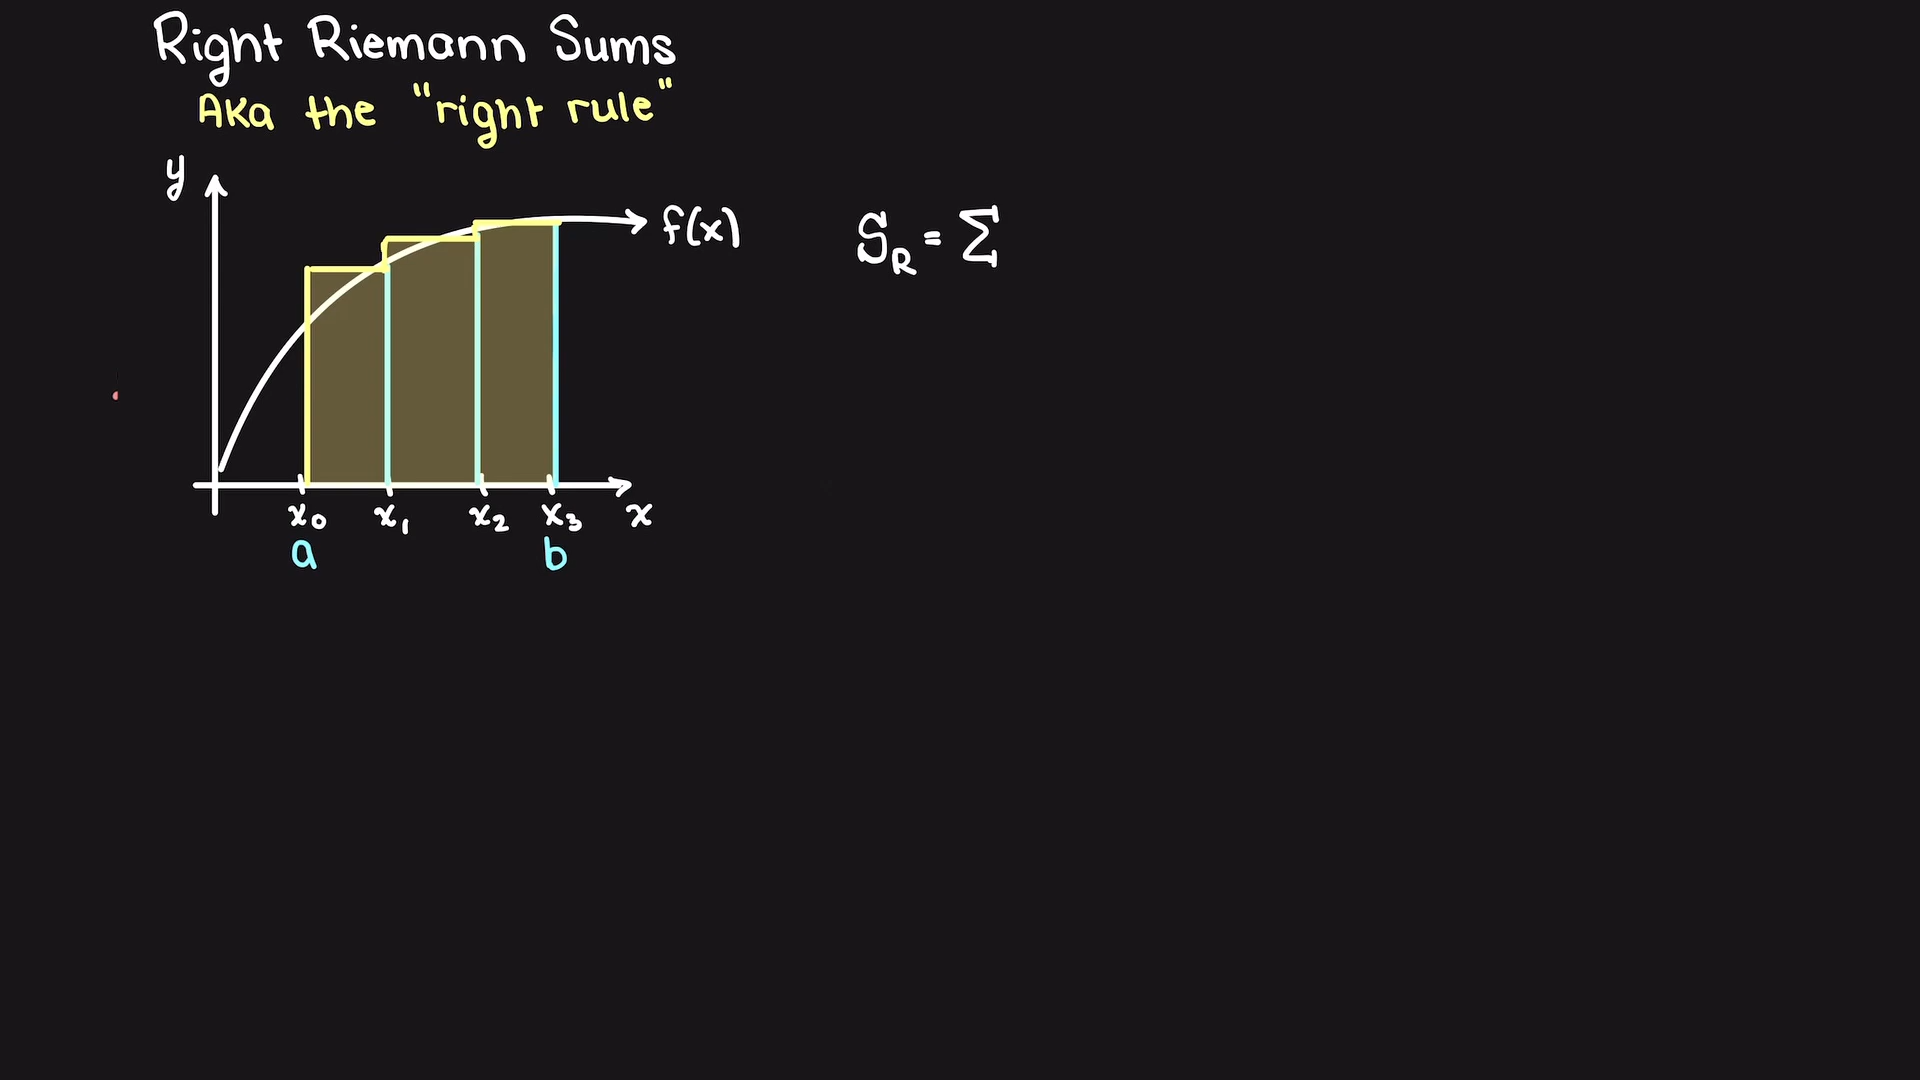 Right Riemann Sums
Aka the "right rule"
y
f(x)
S_R = Σ
x₀ x₁ x₂ x₃ x
a b